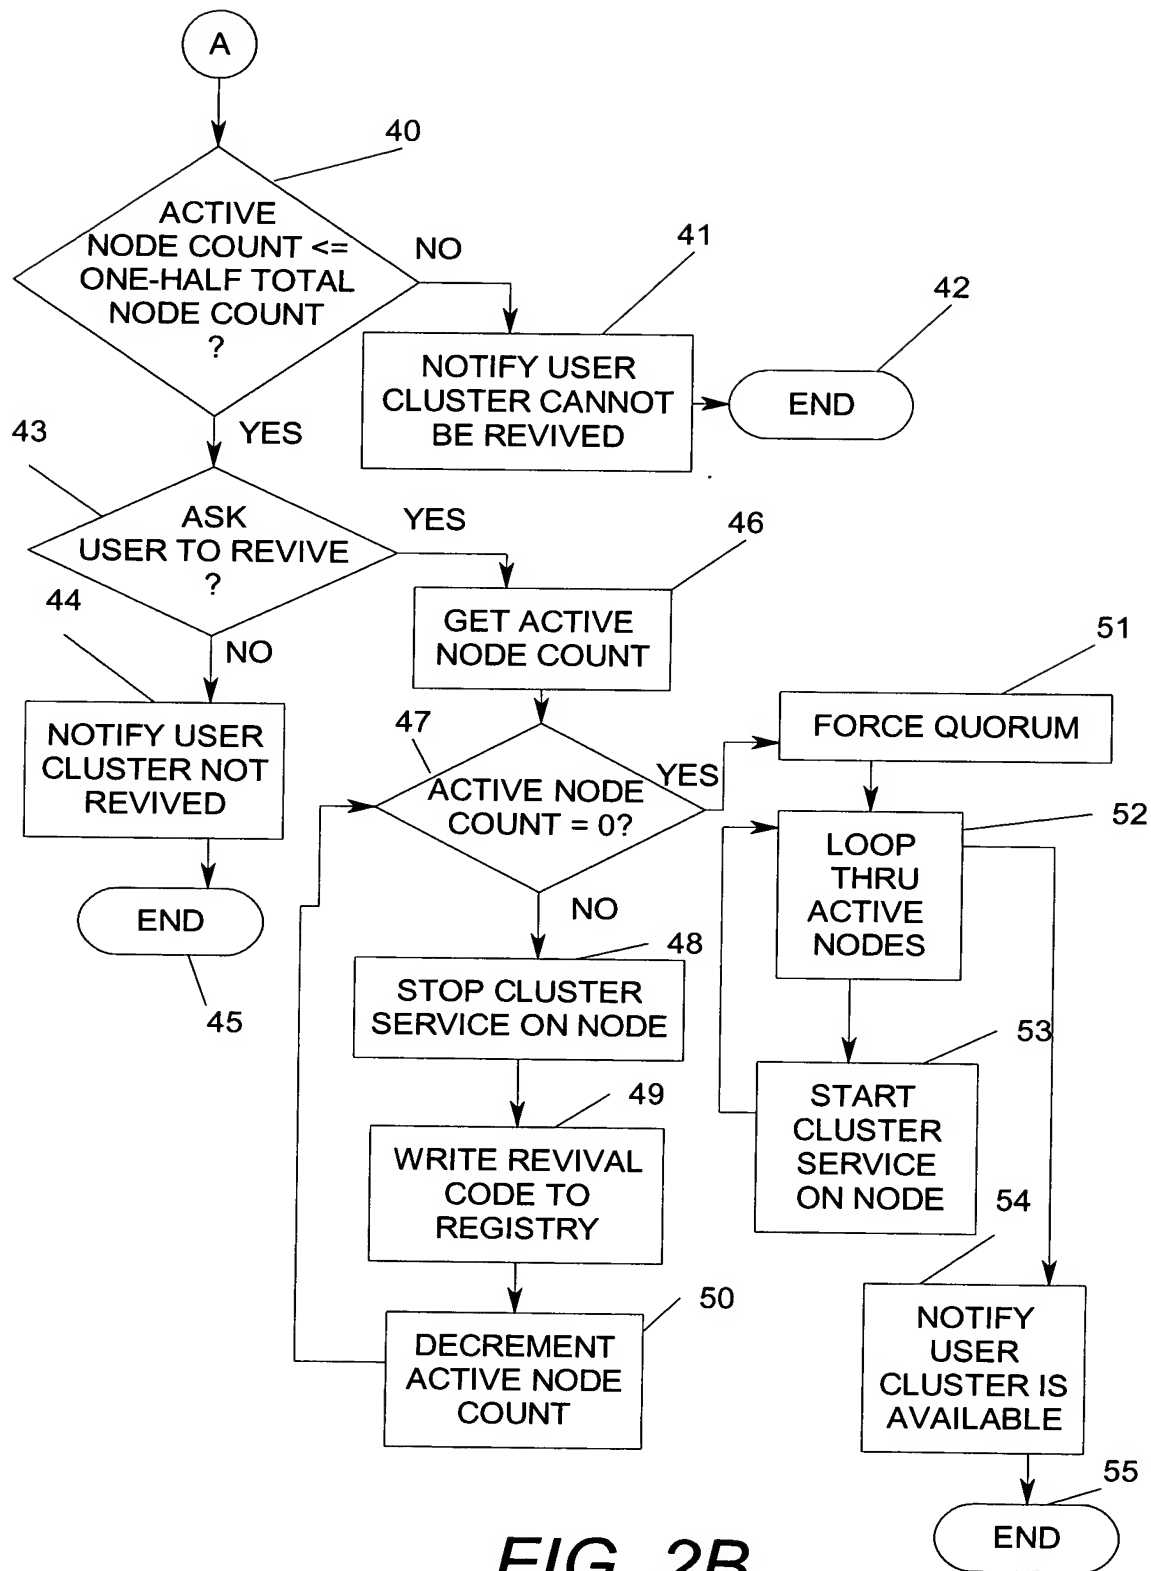 A
40
ACTIVE
NODE COUNT <=
ONE-HALF TOTAL
NODE COUNT
?
NO
41
NOTIFY USER
CLUSTER CANNOT
BE REVIVED
42
END
YES
43
ASK
USER TO REVIVE
?
YES
46
GET ACTIVE
NODE COUNT
44
NO
NOTIFY USER
CLUSTER NOT
REVIVED
END
45
47
ACTIVE NODE
COUNT = 0?
YES
51
FORCE QUORUM
52
LOOP
THRU
ACTIVE
NODES
NO
48
STOP CLUSTER
SERVICE ON NODE
53
START
CLUSTER
SERVICE
ON NODE
49
WRITE REVIVAL
CODE TO
REGISTRY
50
DECREMENT
ACTIVE NODE
COUNT
54
NOTIFY
USER
CLUSTER IS
AVAILABLE
55
END
FIG. 2B